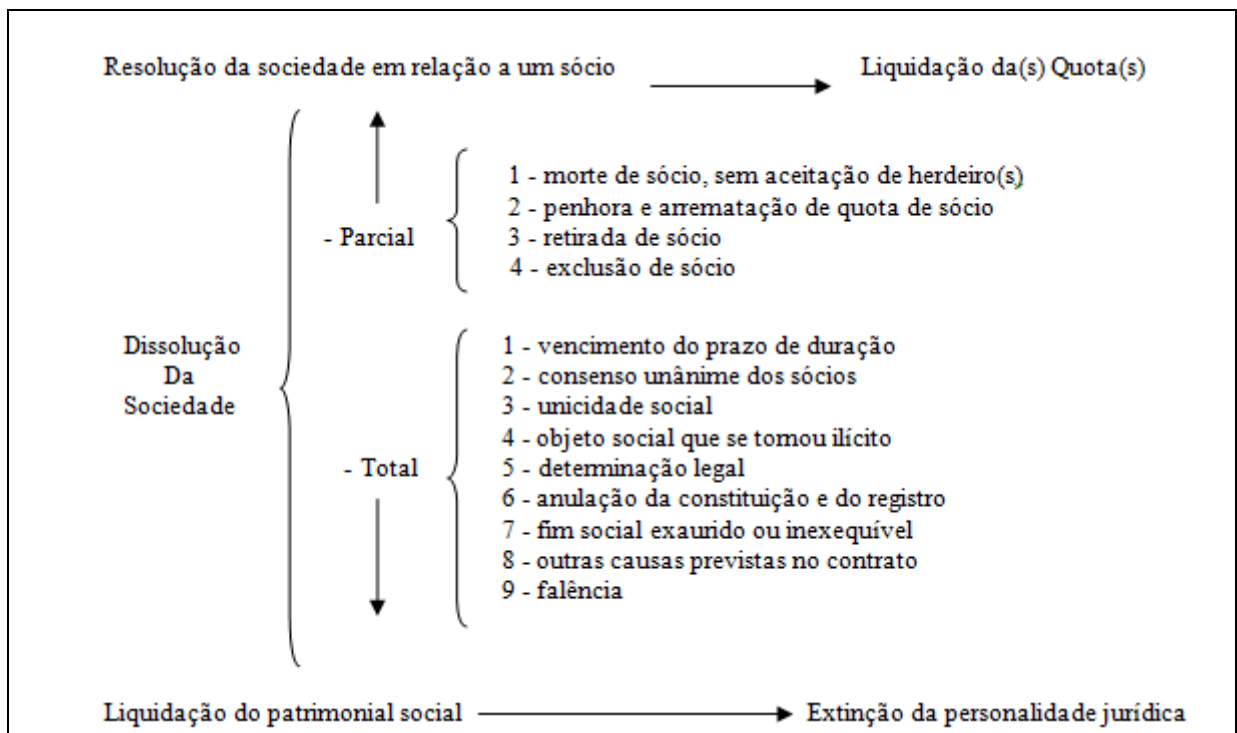 Resolução da sociedade em relação a um sócio Liquidação da(s) Quota(s)
1 - morte de sócio, sem aceitação de herdeiro(s)
2 - penhora e arrematação de quota de sócio
- Parcial
3 - retirada de sócio
4 - exclusão de sócio
Dissolução
Da
Sociedade
1 - vencimento do prazo de duração
2 - consenso unânime dos sócios
3 - unicidade social
4 - objeto social que se tornou ilícito
- Total
5 - determinação legal
6 - anulação da constituição e do registro
7 - fim social exaurido ou inexequível
8 - outras causas previstas no contrato
9 - falência
Liquidação do patrimonial social Extinção da personalidade jurídica